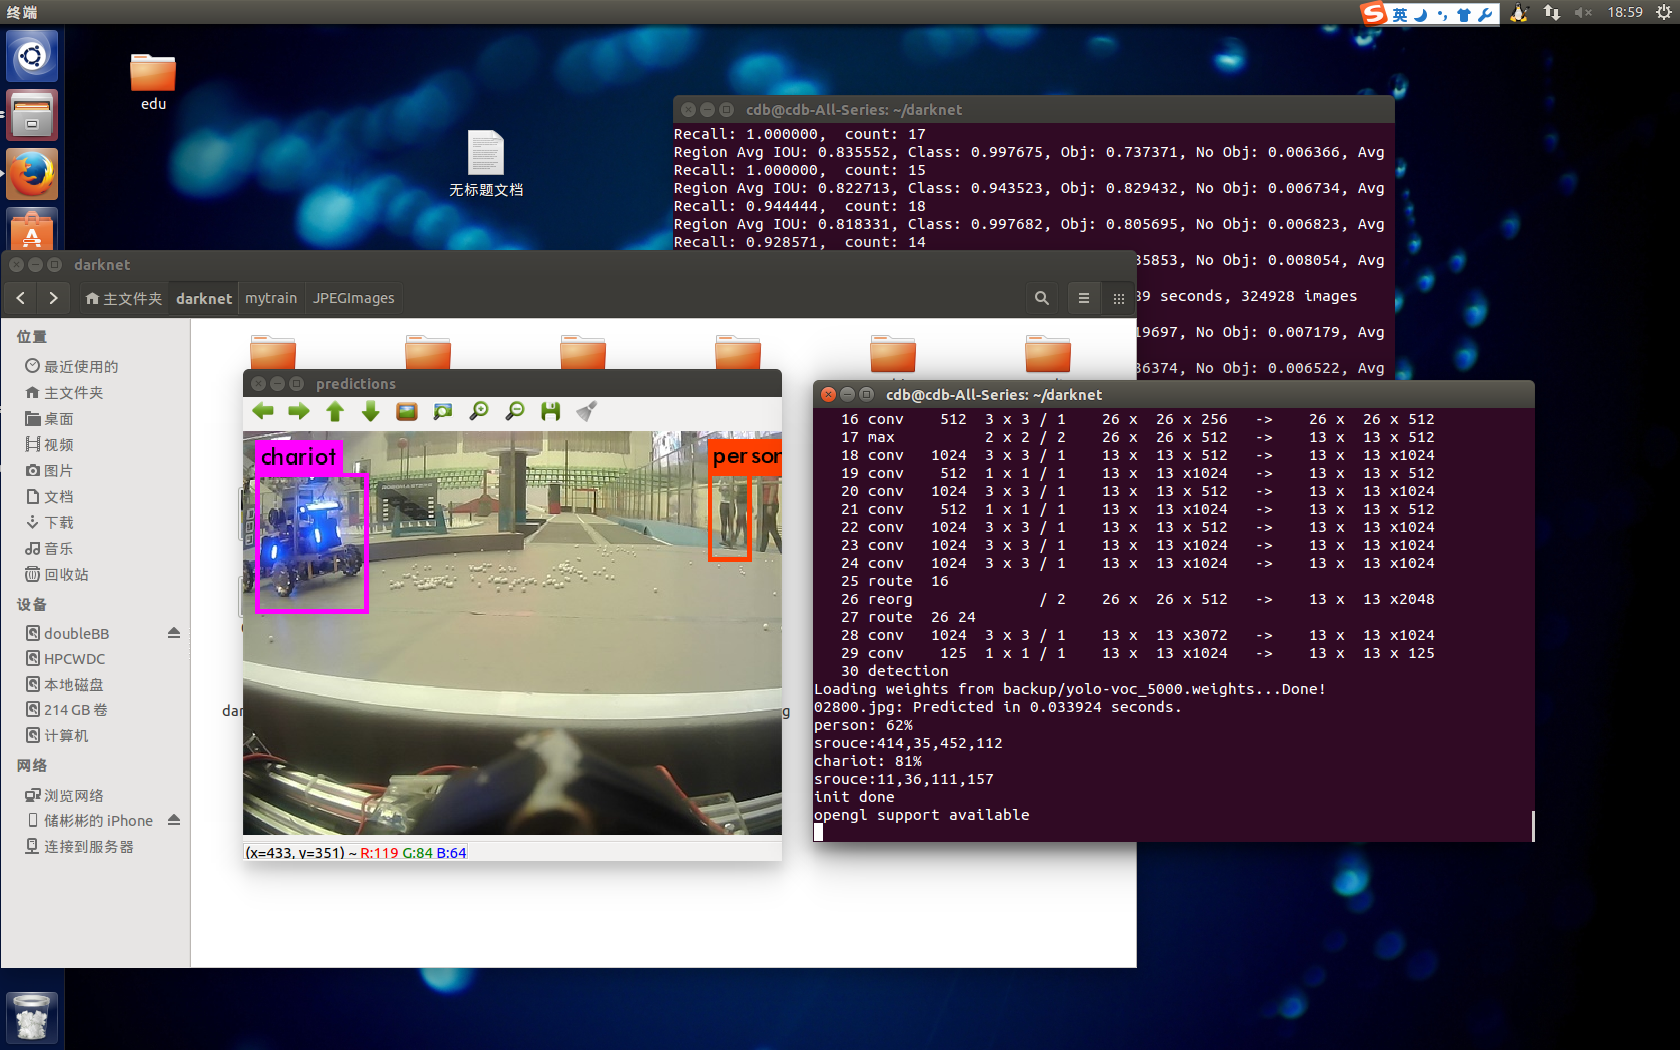 终端
英
18:59
edu
无标题文档
cdb@cdb-All-Series: ~/darknet
Recall: 1.000000,  count: 17
Region Avg IOU: 0.835552, Class: 0.997675, Obj: 0.737371, No Obj: 0.006366, Avg
Recall: 1.000000,  count: 15
Region Avg IOU: 0.822713, Class: 0.943523, Obj: 0.829432, No Obj: 0.006734, Avg
Recall: 0.944444,  count: 18
Region Avg IOU: 0.818331, Class: 0.997682, Obj: 0.805695, No Obj: 0.006823, Avg
Recall: 0.928571,  count: 14
35853, No Obj: 0.008054, Avg
39 seconds, 324928 images
19697, No Obj: 0.007179, Avg
36374, No Obj: 0.006522, Avg
darknet
主文件夹 darknet mytrain JPEGImages
位置
最近使用的
主文件夹
桌面
视频
图片
文档
下载
音乐
回收站
设备
doubleBB
HPCWDC
本地磁盘
214 GB 卷
计算机
网络
浏览网络
储彬彬的 iPhone
连接到服务器
predictions
chariot
person
(x=433, y=351) ~ R:119 G:84 B:64
cdb@cdb-All-Series: ~/darknet
16 conv    512  3 x 3 / 1    26 x  26 x 256   ->    26 x  26 x 512
17 max          2 x 2 / 2    26 x  26 x 512   ->    13 x  13 x 512
18 conv   1024  3 x 3 / 1    13 x  13 x 512   ->    13 x  13 x1024
19 conv    512  1 x 1 / 1    13 x  13 x1024   ->    13 x  13 x 512
20 conv   1024  3 x 3 / 1    13 x  13 x 512   ->    13 x  13 x1024
21 conv    512  1 x 1 / 1    13 x  13 x1024   ->    13 x  13 x 512
22 conv   1024  3 x 3 / 1    13 x  13 x 512   ->    13 x  13 x1024
23 conv   1024  3 x 3 / 1    13 x  13 x1024   ->    13 x  13 x1024
24 conv   1024  3 x 3 / 1    13 x  13 x1024   ->    13 x  13 x1024
25 route  16
26 reorg              / 2    26 x  26 x 512   ->    13 x  13 x2048
27 route  26 24
28 conv   1024  3 x 3 / 1    13 x  13 x3072   ->    13 x  13 x1024
29 conv    125  1 x 1 / 1    13 x  13 x1024   ->    13 x  13 x 125
30 detection
Loading weights from backup/yolo-voc_5000.weights...Done!
02800.jpg: Predicted in 0.033924 seconds.
person: 62%
srouce:414,35,452,112
chariot: 81%
srouce:11,36,111,157
init done
opengl support available